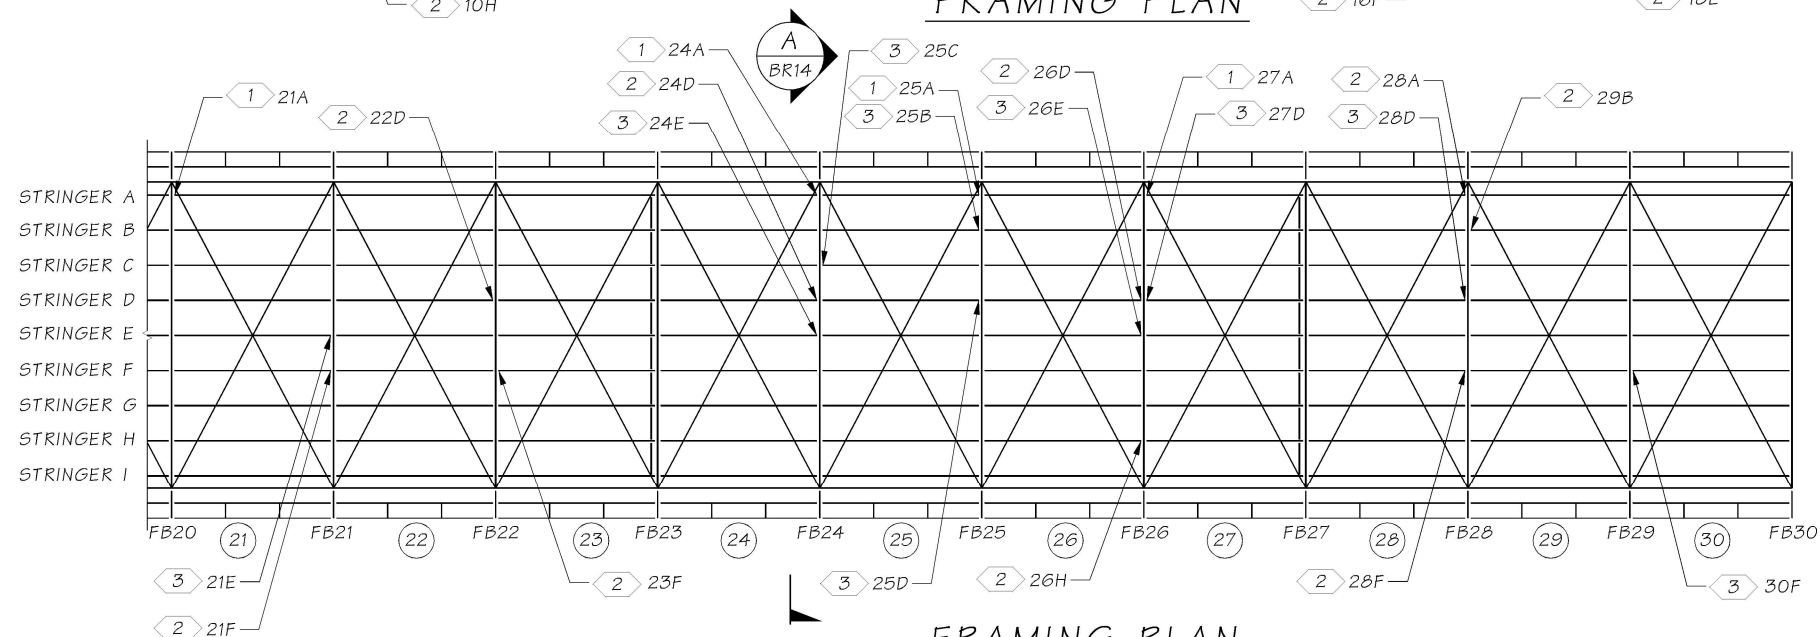 2 10H
FRAMING PLAN
A
BR14
1 24A
2 24D
3 24E
3 25C
1 25A
3 25B
2 26D
3 26E
1 27A
3 27D
2 28A
3 28D
2 29B
1 21A
2 22D
STRINGER A
STRINGER B
STRINGER C
STRINGER D
STRINGER E
STRINGER F
STRINGER G
STRINGER H
STRINGER I
FB20 21 FB21 22 FB22 23 FB23 24 FB24 25 FB25 26 FB26 27 FB27 28 FB28 29 FB29 30 FB30
3 21E
2 23F
3 25D
2 26H
2 28F
3 30F
2 21F
FRAMING PLAN